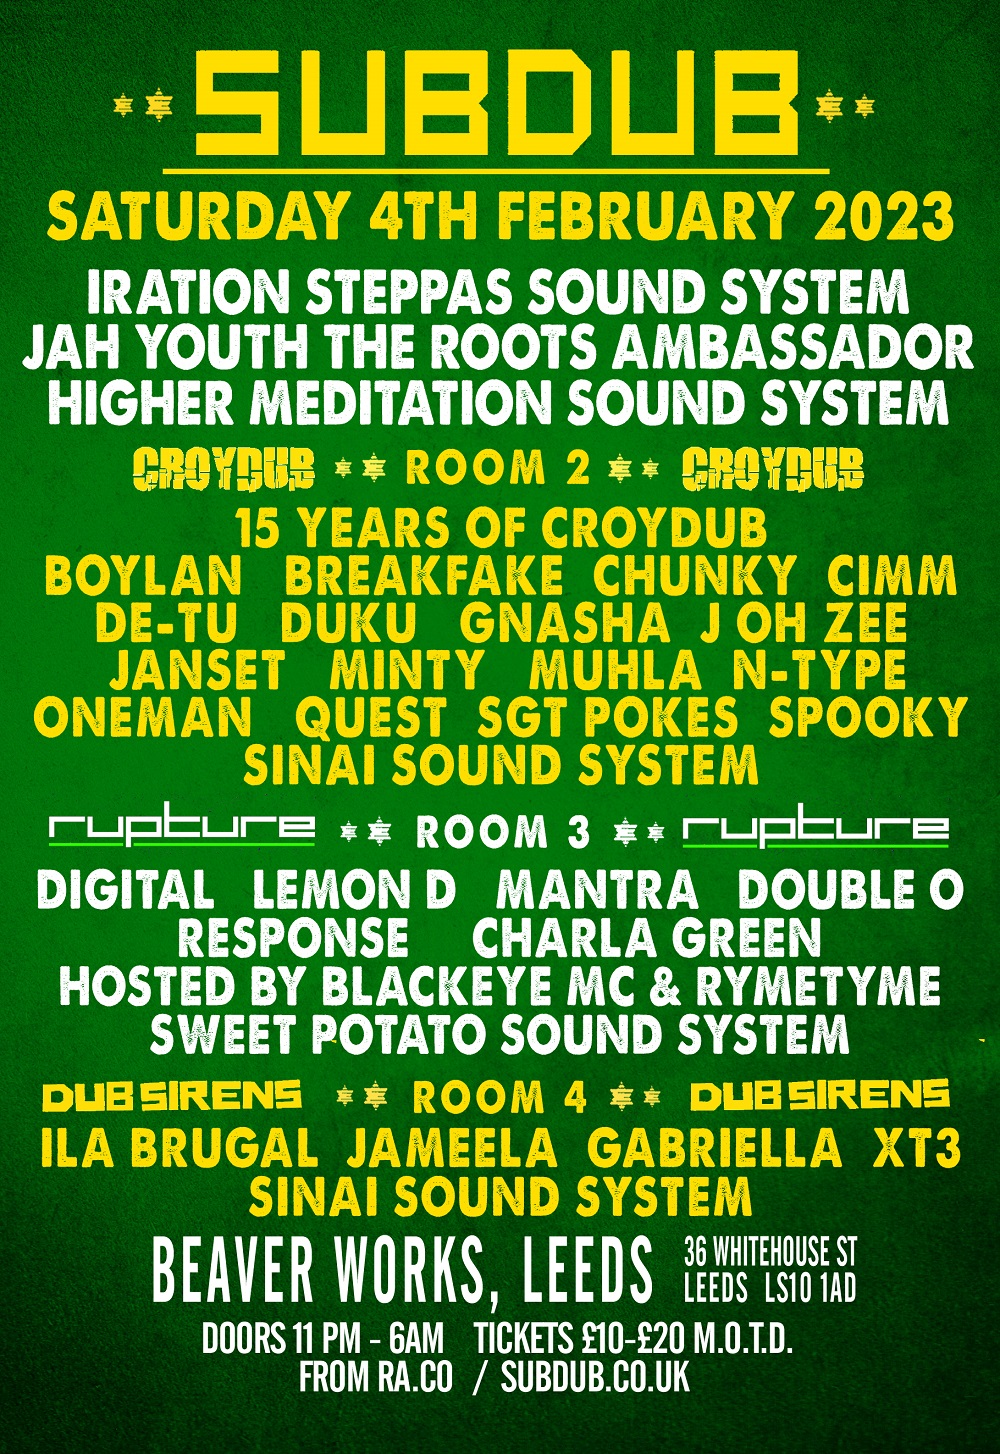 SUBDUB
SATURDAY 4TH FEBRUARY 2023
IRATION STEPPAS SOUND SYSTEM
JAH YOUTH THE ROOTS AMBASSADOR
HIGHER MEDITATION SOUND SYSTEM
CROYDUB ROOM 2 CROYDUB
15 YEARS OF CROYDUB
BOYLAN BREAKFAKE CHUNKY CIMM
DE-TU DUKU GNASHA J OH ZEE
JANSET MINTY MUHLA N-TYPE
ONEMAN QUEST SGT POKES SPOOKY
SINAI SOUND SYSTEM
rupture ROOM 3 rupture
DIGITAL LEMON D MANTRA DOUBLE O
RESPONSE CHARLA GREEN
HOSTED BY BLACKEYE MC & RYMETYME
SWEET POTATO SOUND SYSTEM
DUB SIRENS ROOM 4 DUB SIRENS
ILA BRUGAL JAMEELA GABRIELLA XT3
SINAI SOUND SYSTEM
BEAVER WORKS, LEEDS
36 WHITEHOUSE ST
LEEDS LS10 1AD
DOORS 11 PM - 6AM TICKETS £10-£20 M.O.T.D.
FROM RA.CO / SUBDUB.CO.UK